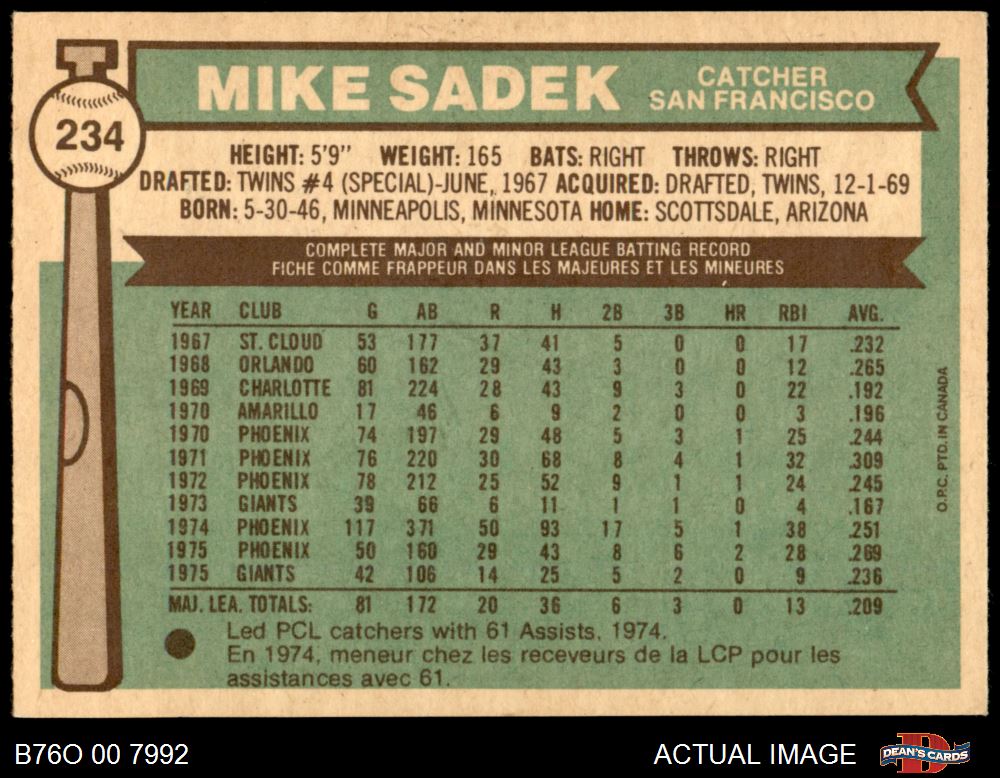 MIKE SADEK
CATCHER
SAN FRANCISCO
234
HEIGHT: 5'9" WEIGHT: 165 BATS: RIGHT THROWS: RIGHT
DRAFTED: TWINS #4 (SPECIAL)-JUNE, 1967 ACQUIRED: DRAFTED, TWINS, 12-1-69
BORN: 5-30-46, MINNEAPOLIS, MINNESOTA HOME: SCOTTSDALE, ARIZONA
COMPLETE MAJOR AND MINOR LEAGUE BATTING RECORD
FICHE COMME FRAPPEUR DANS LES MAJEURES ET LES MINEURES
YEAR CLUB G AB R H 2B 3B HR RBI AVG.
1967 ST. CLOUD 53 177 37 41 5 0 0 17 .232
1968 ORLANDO 60 162 29 43 3 0 0 12 .265
1969 CHARLOTTE 81 224 28 43 9 3 0 22 .192
1970 AMARILLO 17 46 6 9 2 0 0 3 .196
1970 PHOENIX 74 197 29 48 5 3 1 25 .244
1971 PHOENIX 76 220 30 68 8 4 1 32 .309
1972 PHOENIX 78 212 25 52 9 1 1 24 .245
1973 GIANTS 39 66 6 11 1 1 0 4 .167
1974 PHOENIX 117 371 50 93 17 5 1 38 .251
1975 PHOENIX 50 160 29 43 8 6 2 28 .269
1975 GIANTS 42 106 14 25 5 2 0 9 .236
MAJ. LEA. TOTALS: 81 172 20 36 6 3 0 13 .209
Led PCL catchers with 61 Assists, 1974.
En 1974, meneur chez les receveurs de la LCP pour les
assistances avec 61.
O.P.C. PTD. IN CANADA
B76O 00 7992
ACTUAL IMAGE
DEAN'S CARDS